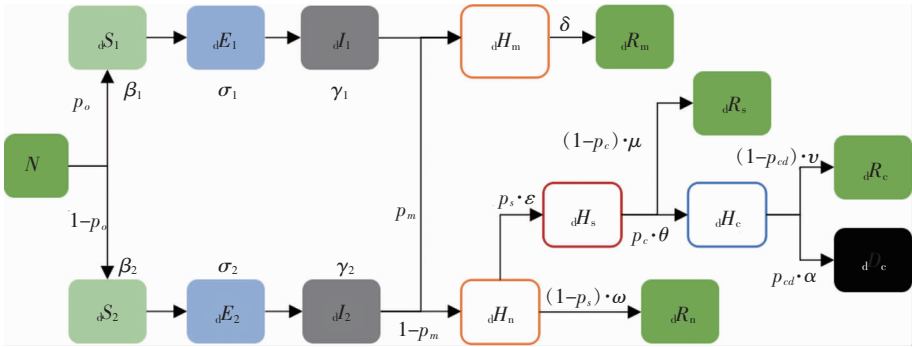 dS1 dE1 dI1 dHm δ dRm
β1 σ1 γ1
po
dRs
(1-pc)·μ (1-pcd)·υ
N dRc
ps·ε
dHs dHc
1-po pm
pc·θ
dDc
β2 σ2 γ2 pcd·α
dS2 dE2 dI2 dHn (1-ps)·ω dRn
1-pm